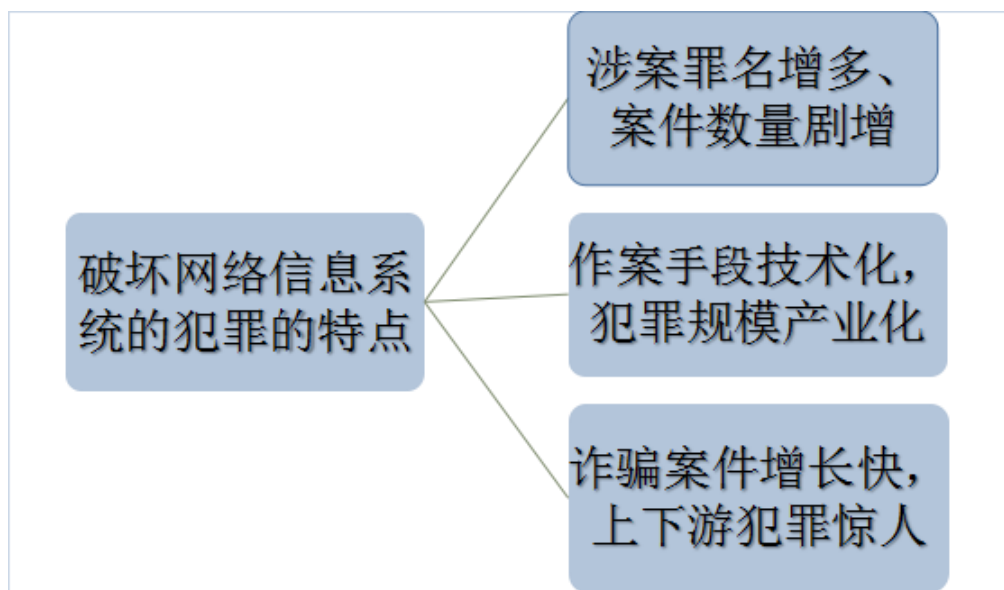 涉案罪名增多、
案件数量剧增
破坏网络信息系
统的犯罪的特点
作案手段技术化，
犯罪规模产业化
诈骗案件增长快，
上下游犯罪惊人